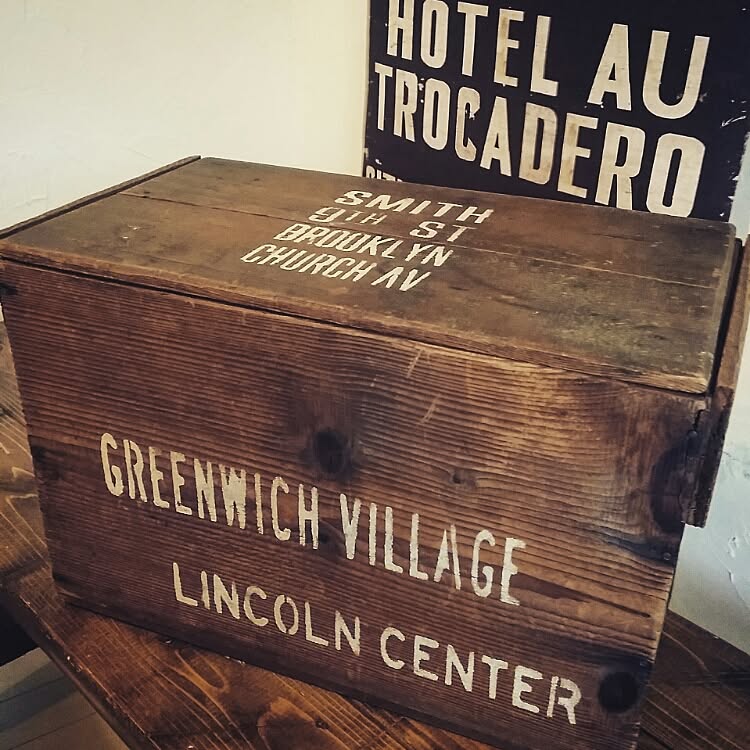 HOTEL AU
TROCADERO
SMITH
9TH ST
BROOKLYN
CHURCH AV
GREENWICH VILLAGE
LINCOLN CENTER